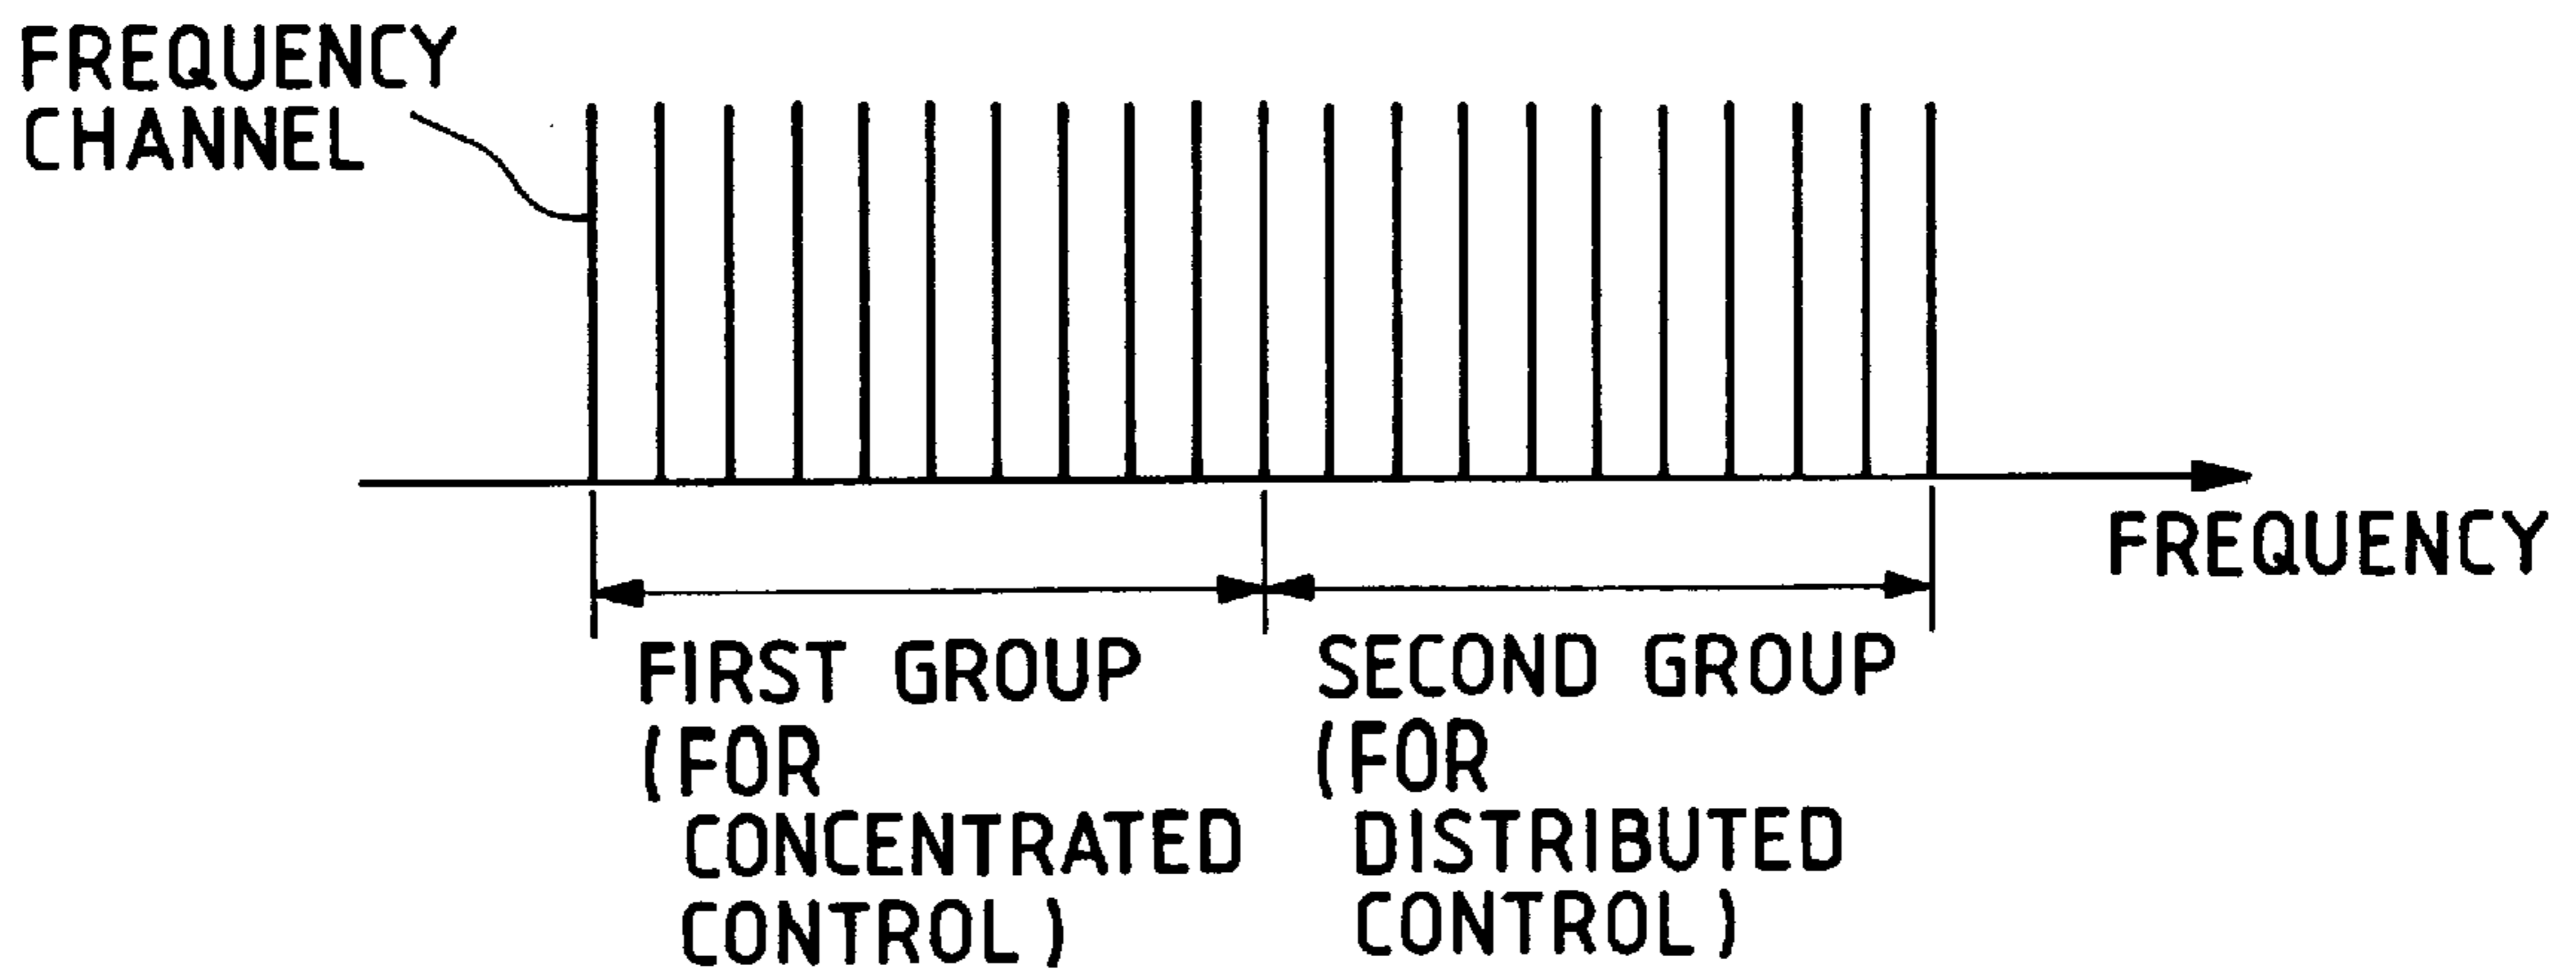 FREQUENCY
CHANNEL
FREQUENCY
FIRST GROUP
(FOR
CONCENTRATED
CONTROL)
SECOND GROUP
(FOR
DISTRIBUTED
CONTROL)